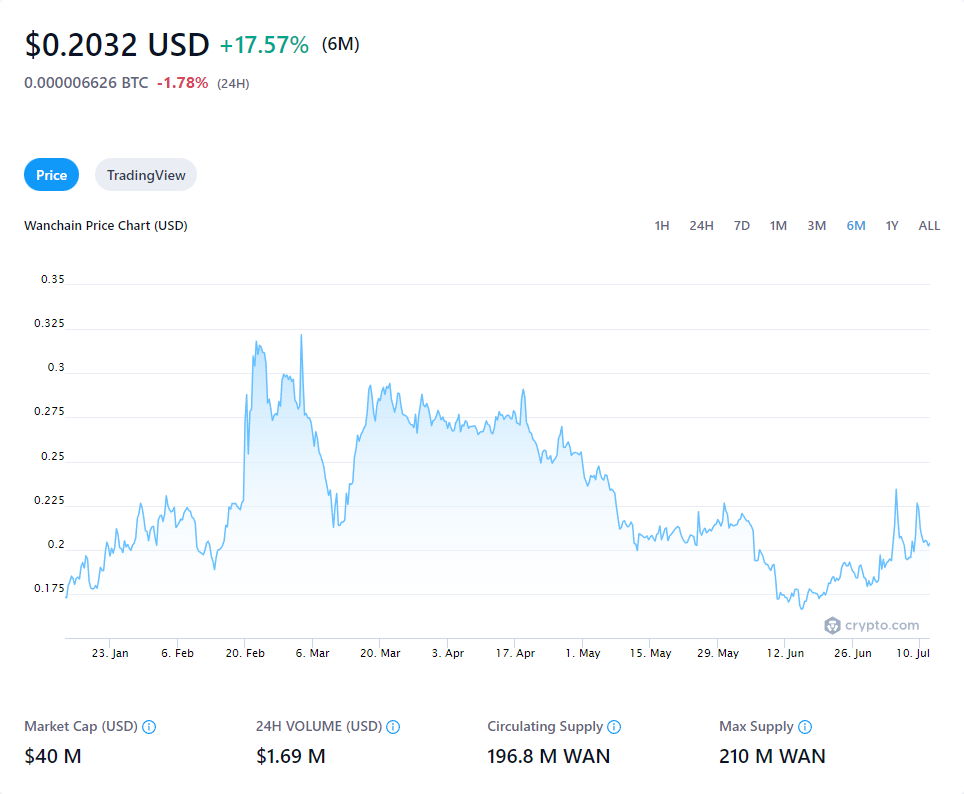 $0.2032 USD +17.57% (6M)
0.000006626 BTC -1.78% (24H)
Price TradingView
Wanchain Price Chart (USD) 1H 24H 7D 1M 3M 6M 1Y ALL
0.35
0.325
0.3
0.275
0.25
0.225
0.2
0.175
crypto.com
23. Jan 6. Feb 20. Feb 6. Mar 20. Mar 3. Apr 17. Apr 1. May 15. May 29. May 12. Jun 26. Jun 10. Jul
Market Cap (USD) 24H VOLUME (USD) Circulating Supply Max Supply
$40 M $1.69 M 196.8 M WAN 210 M WAN